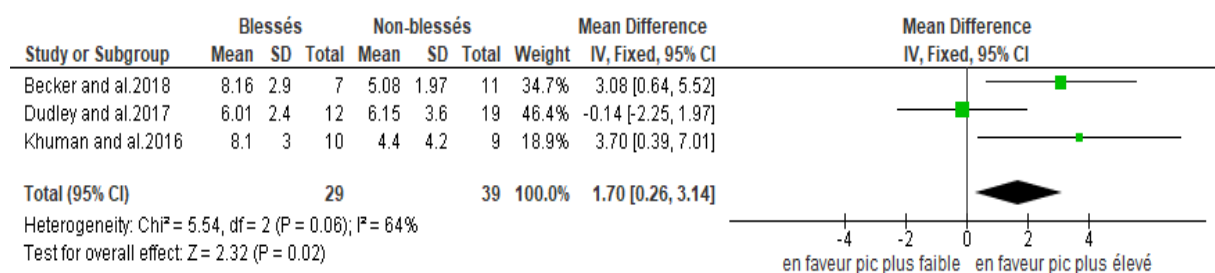 Blessés Non-blessés Mean Difference Mean Difference
Study or Subgroup Mean SD Total Mean SD Total Weight IV, Fixed, 95% CI IV, Fixed, 95% CI
Becker and al.2018 8.16 2.9 7 5.08 1.97 11 34.7% 3.08 [0.64, 5.52]
Dudley and al.2017 6.01 2.4 12 6.15 3.6 19 46.4% -0.14 [-2.25, 1.97]
Khuman and al.2016 8.1 3 10 4.4 4.2 9 18.9% 3.70 [0.39, 7.01]
Total (95% CI) 29 39 100.0% 1.70 [0.26, 3.14]
Heterogeneity: Chi² = 5.54, df = 2 (P = 0.06); I² = 64%
Test for overall effect: Z = 2.32 (P = 0.02)
-4 -2 0 2 4
en faveur pic plus faible en faveur pic plus élevé